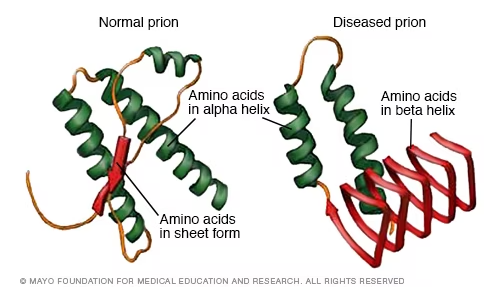 Normal prion
Diseased prion
Amino acids
in alpha helix
Amino acids
in beta helix
Amino acids
in sheet form
© MAYO FOUNDATION FOR MEDICAL EDUCATION AND RESEARCH. ALL RIGHTS RESERVED